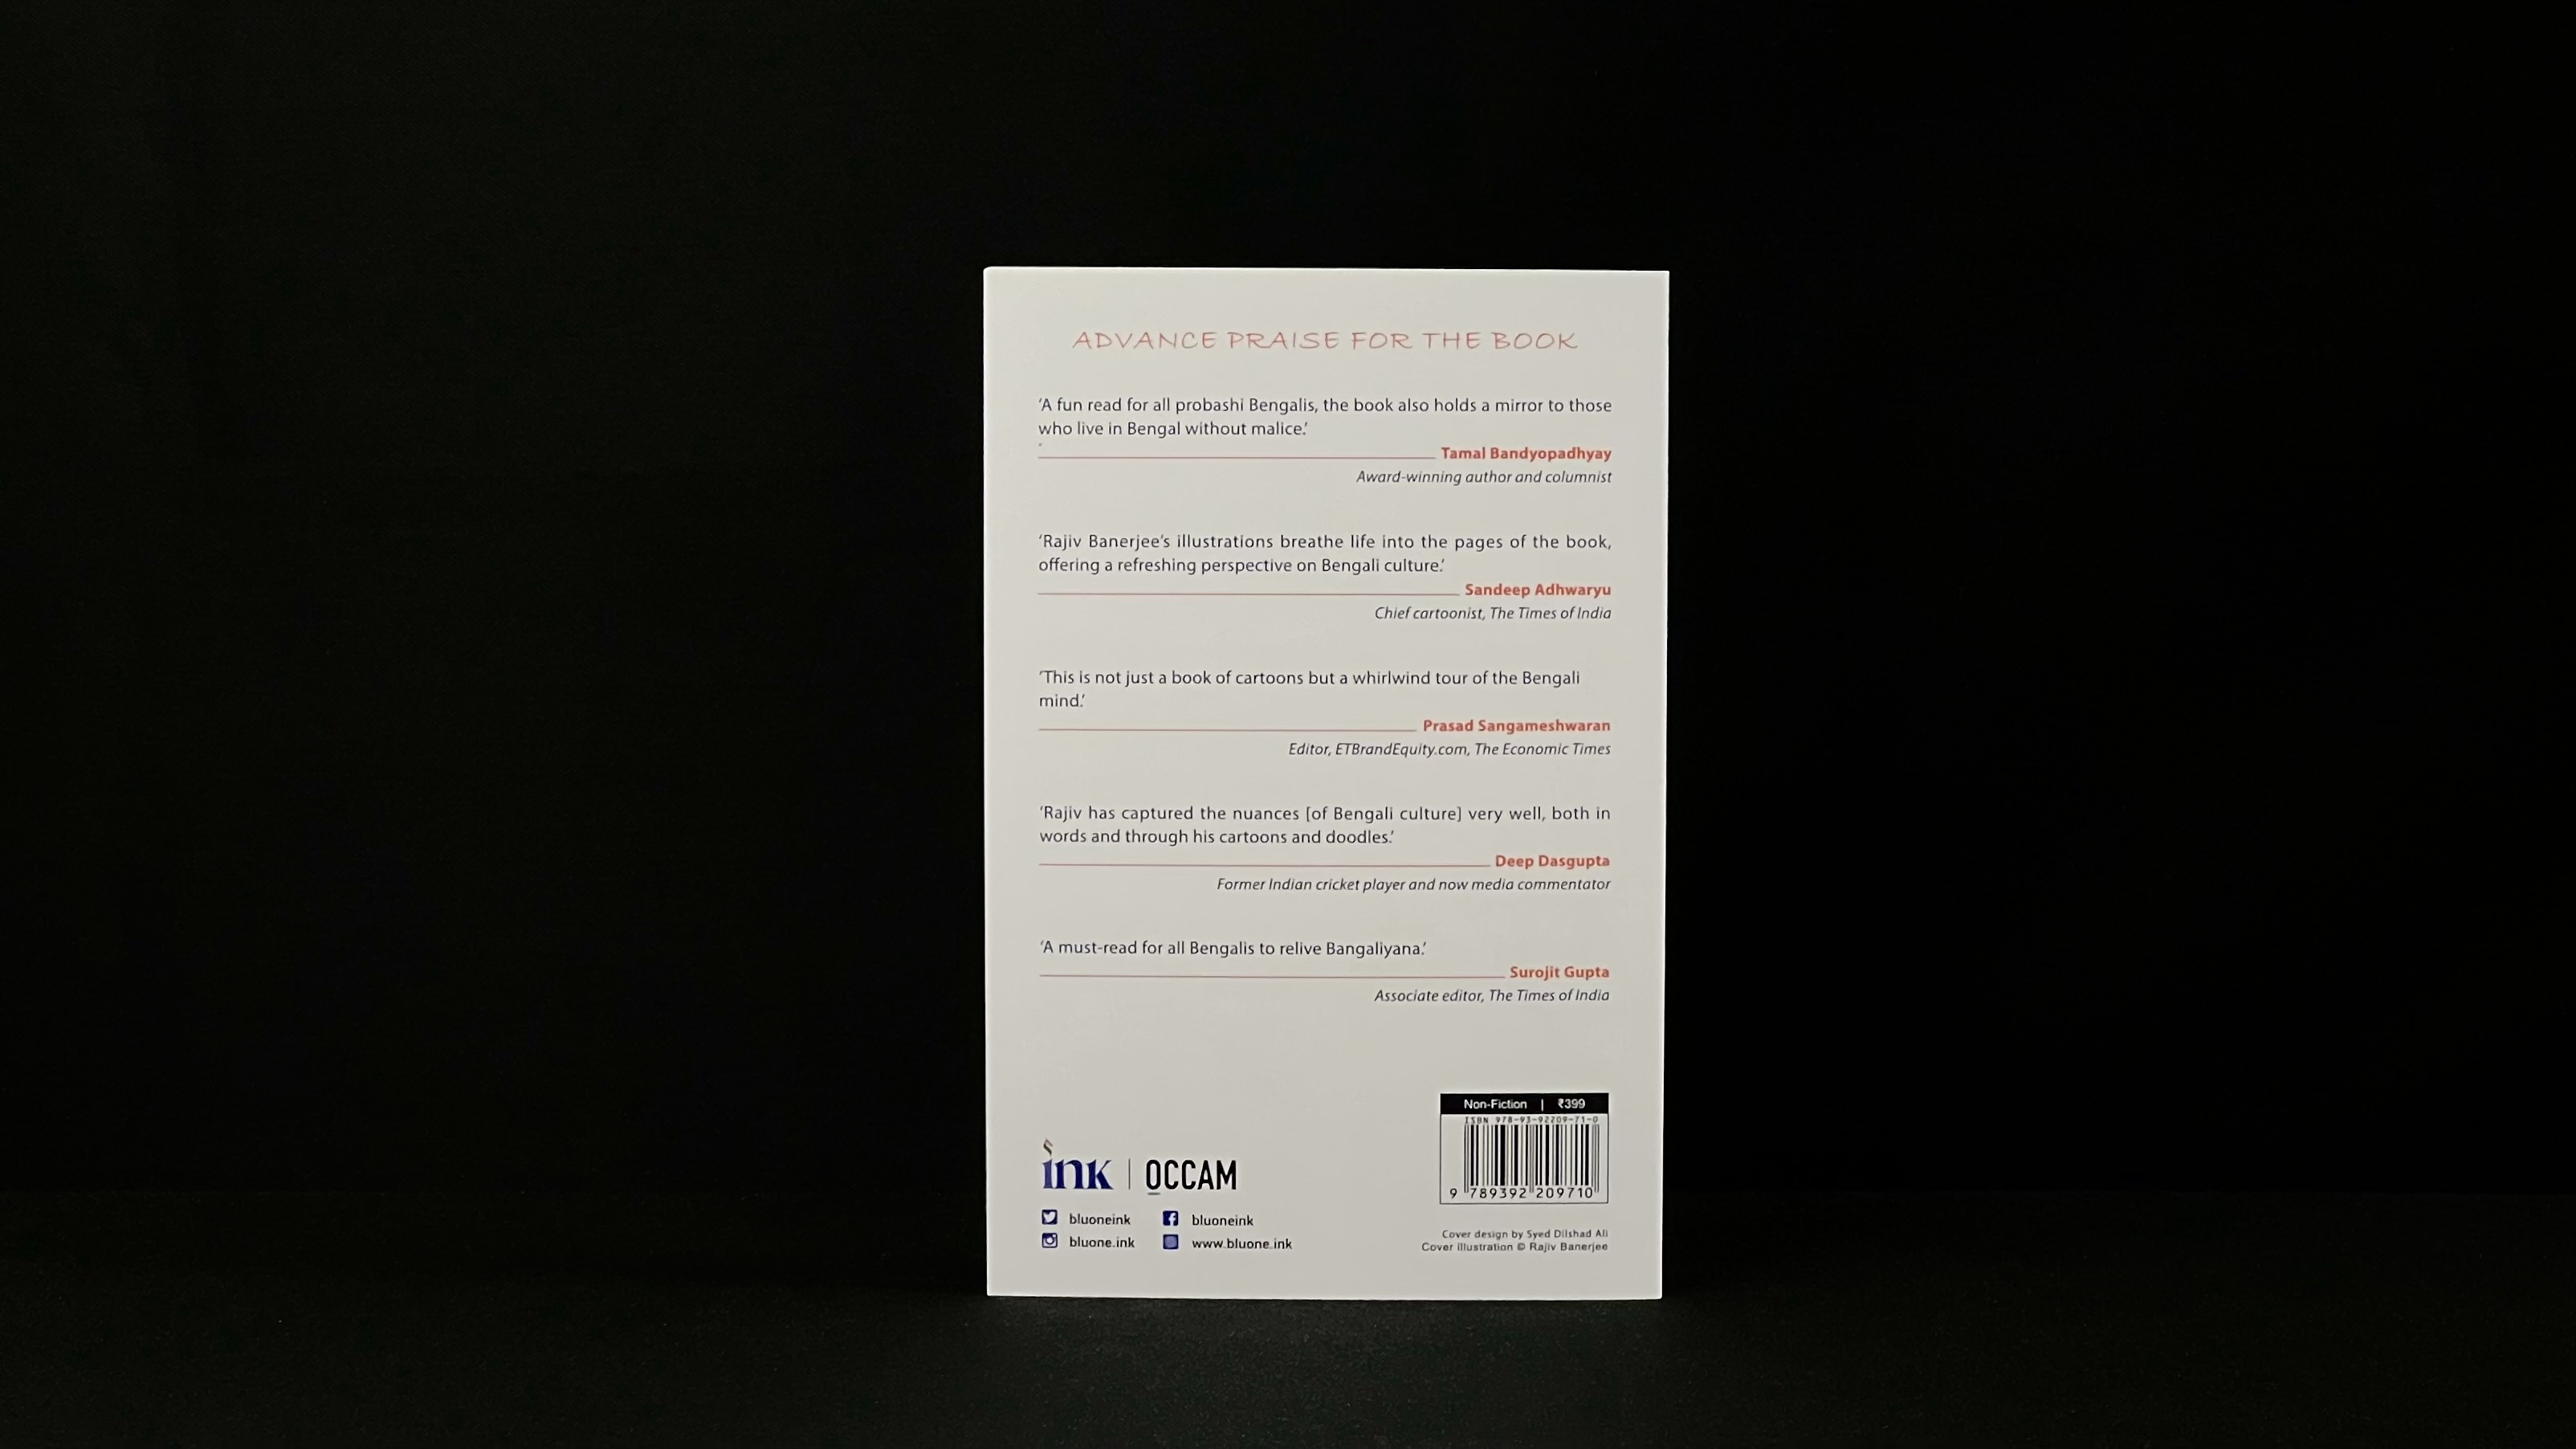 ADVANCE PRAISE FOR THE BOOK
‘A fun read for all probashi Bengalis, the book also holds a mirror to those
who live in Bengal without malice.’
Tamal Bandyopadhyay
Award-winning author and columnist
‘Rajiv Banerjee’s illustrations breathe life into the pages of the book,
offering a refreshing perspective on Bengali culture.’
Sandeep Adhwaryu
Chief cartoonist, The Times of India
‘This is not just a book of cartoons but a whirlwind tour of the Bengali
mind.’
Prasad Sangameshwaran
Editor, ETBrandEquity.com, The Economic Times
‘Rajiv has captured the nuances [of Bengali culture] very well, both in
words and through his cartoons and doodles.’
Deep Dasgupta
Former Indian cricket player and now media commentator
‘A must-read for all Bengalis to relive Bangaliyana.’
Surojit Gupta
Associate editor, The Times of India
Non-Fiction | ₹399
ISBN 978-93-92209-71-0
9 789392 209710
ink | OCCAM
bluoneink bluoneink
bluone.ink www.bluone.ink
Cover design by Syed Dilshad Ali
Cover illustration © Rajiv Banerjee